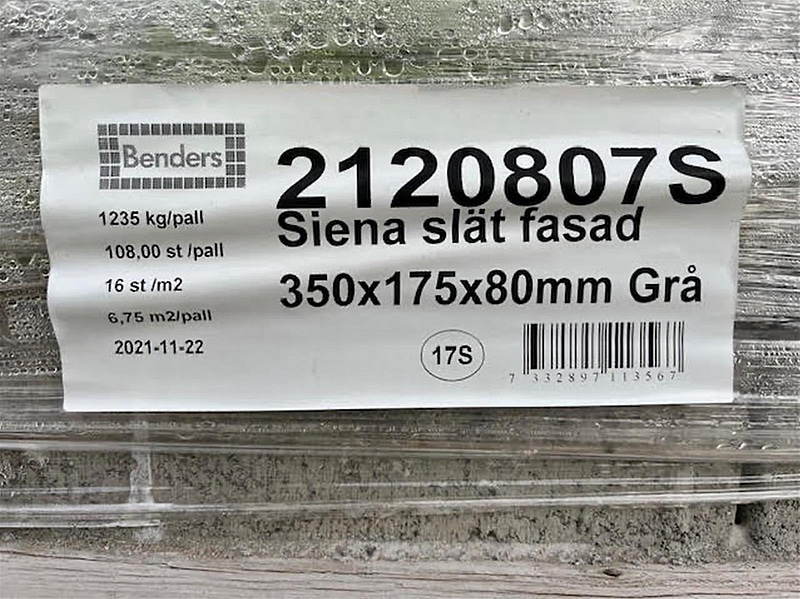 Benders
2120807S
Siena slät fasad
350x175x80mm Grå
1235 kg/pall
108,00 st /pall
16 st /m2
6,75 m2/pall
2021-11-22
17S
7 332897 113567